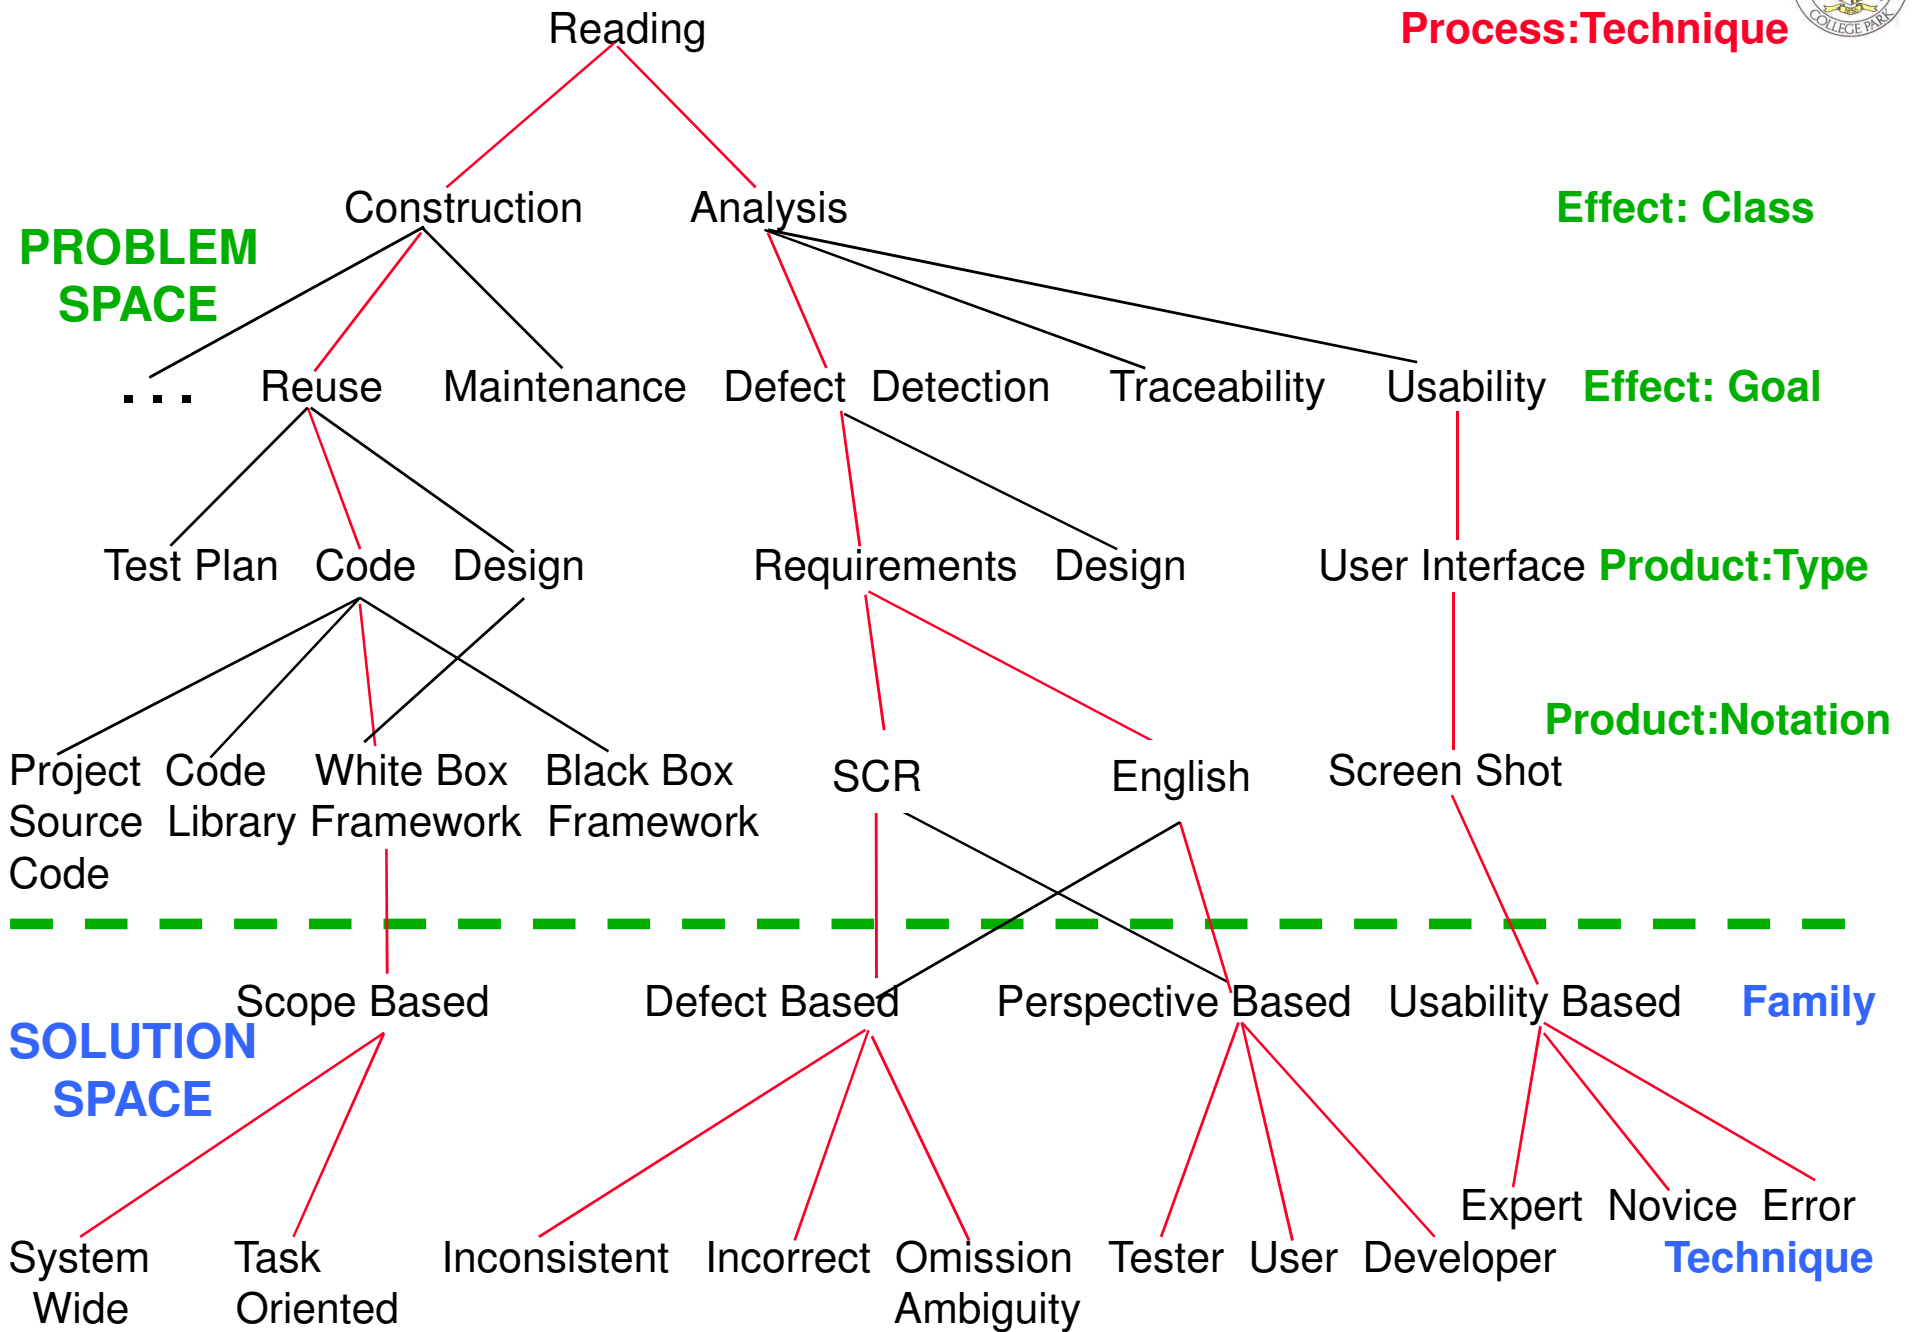 Reading Process:Technique
COLLEGE PARK
Construction Analysis Effect: Class
PROBLEM
SPACE
... Reuse Maintenance Defect Detection Traceability Usability Effect: Goal
Test Plan Code Design Requirements Design User Interface Product:Type
Product:Notation
Project Code White Box Black Box SCR English Screen Shot
Source Library Framework Framework
Code
Scope Based Defect Based Perspective Based Usability Based Family
SOLUTION
SPACE
Expert Novice Error
System Task Inconsistent Incorrect Omission Tester User Developer Technique
Wide Oriented Ambiguity